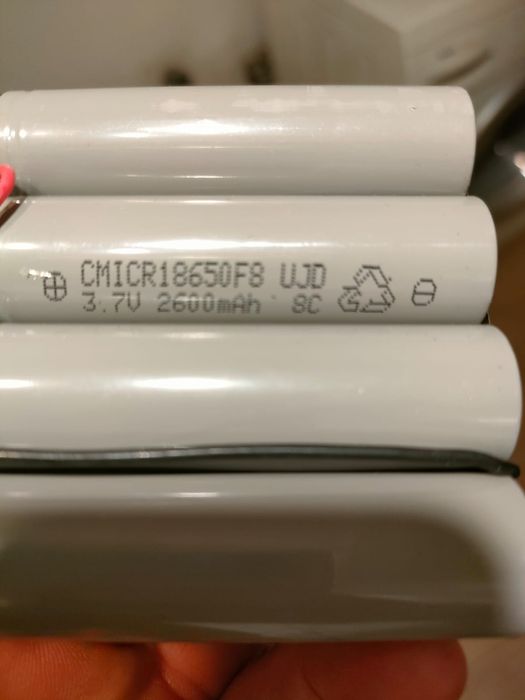 ⊕ CMICR18650F8 UJD ♳ ⊖
3.7V 2600mAh 8C